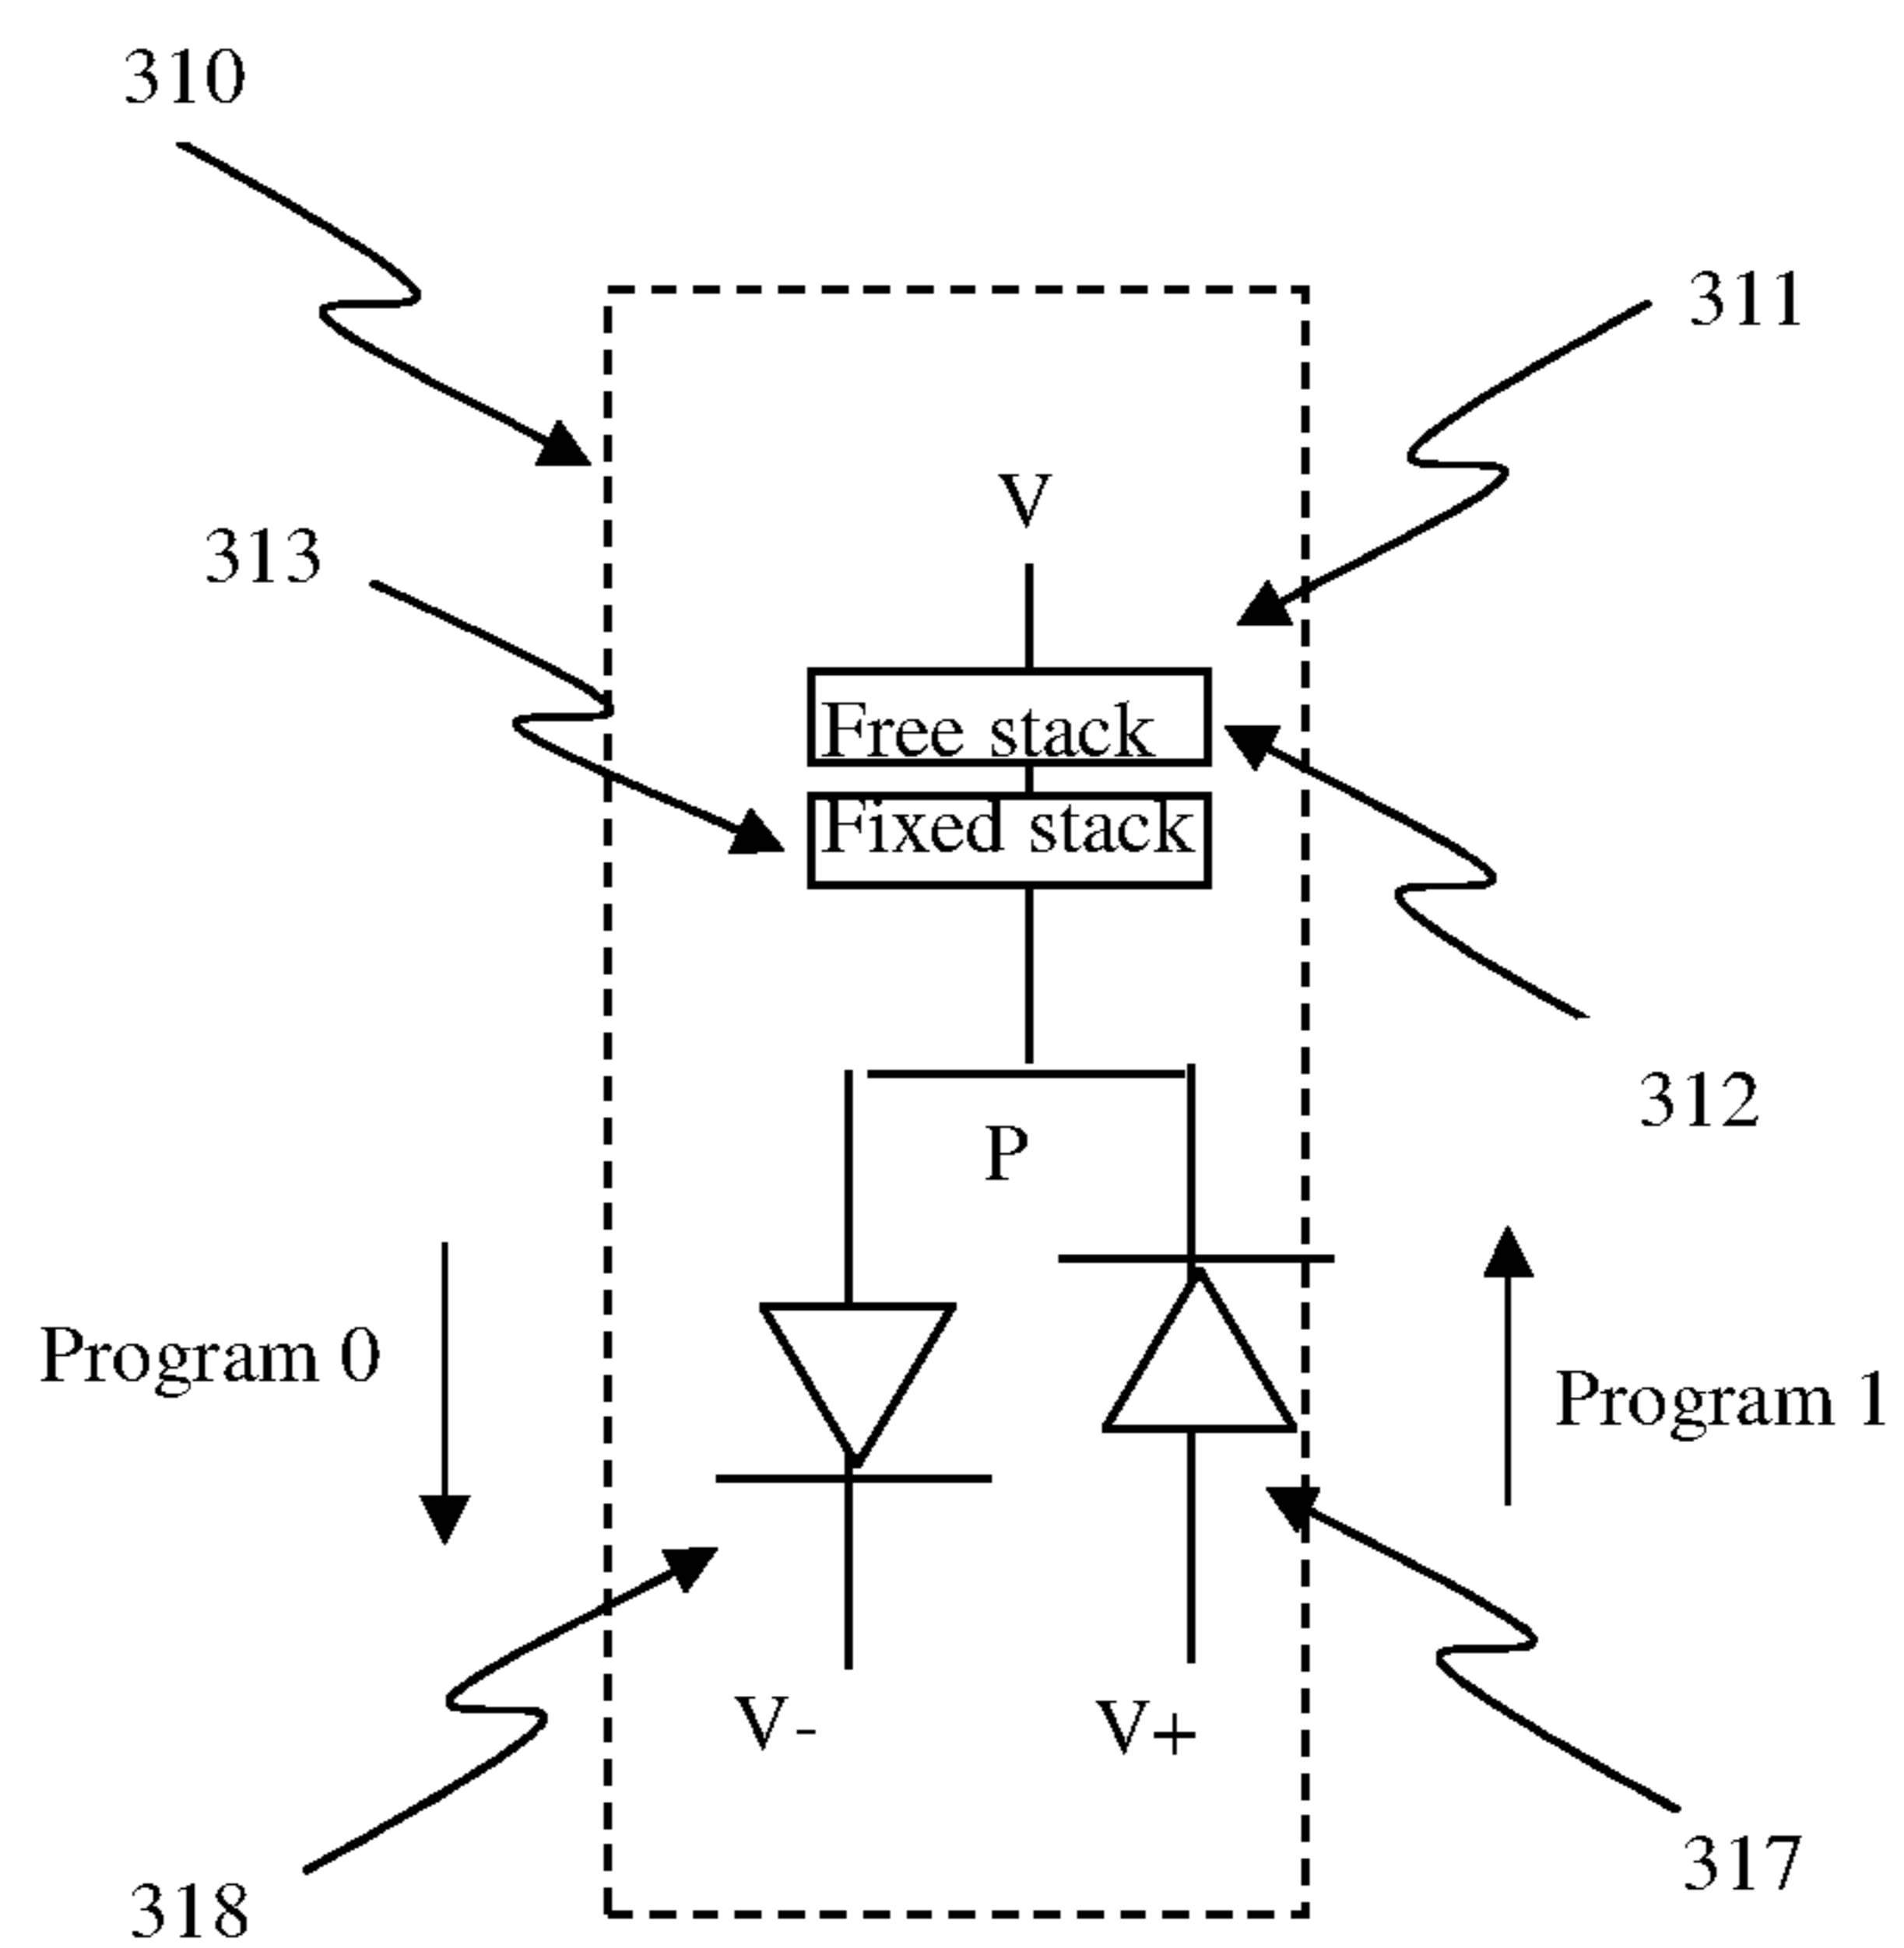 310
311
V
313
Free stack
Fixed stack
312
P
Program 0
Program 1
V-
V+
317
318